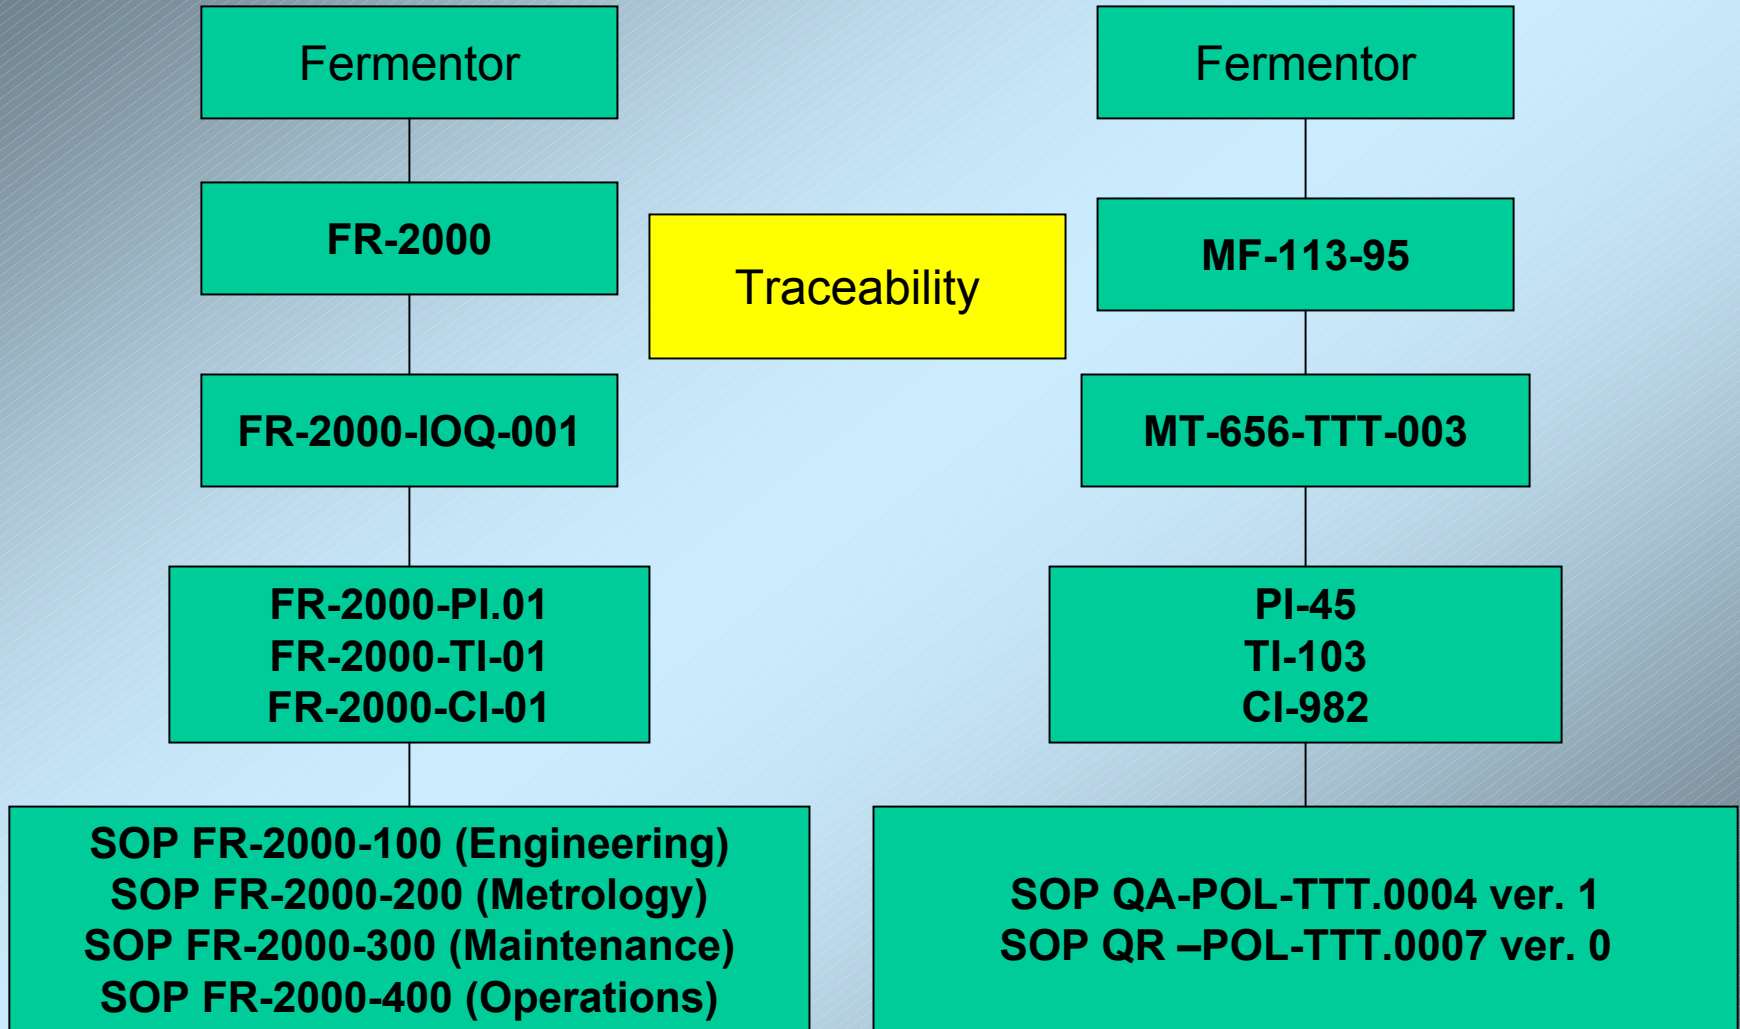 Fermentor
FR-2000
FR-2000-IOQ-001
FR-2000-PI.01
FR-2000-TI-01
FR-2000-CI-01
SOP FR-2000-100 (Engineering)
SOP FR-2000-200 (Metrology)
SOP FR-2000-300 (Maintenance)
SOP FR-2000-400 (Operations)
Traceability
Fermentor
MF-113-95
MT-656-TTT-003
PI-45
TI-103
CI-982
SOP QA-POL-TTT.0004 ver. 1
SOP QR –POL-TTT.0007 ver. 0